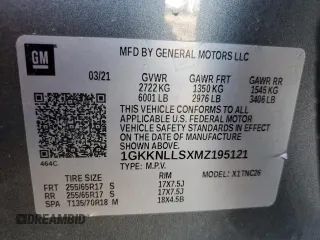 GM
MFD BY GENERAL MOTORS LLC
03/21
GVWR GAWR FRT GAWR RR
2722 KG 1350 KG 1545 KG
6001 LB 2976 LB 3406 LB
THIS VEHICLE CONFORMS TO ALL
APPLICABLE U.S. FEDERAL MOTOR
VEHICLE SAFETY STANDARDS IN EFFECT
ON THE DATE OF MANUFACTURE SHOWN ABOVE.
1GKKNLLSXMZ195121
464C
TYPE: M.P.V. MODEL: X1TNC26
TIRE SIZE RIM
FRT 255/65R17 S 17X7.5J
RR 255/65R17 S 17X7.5J
SPA T135/70R18 M 18X4.5B
DREAMBID